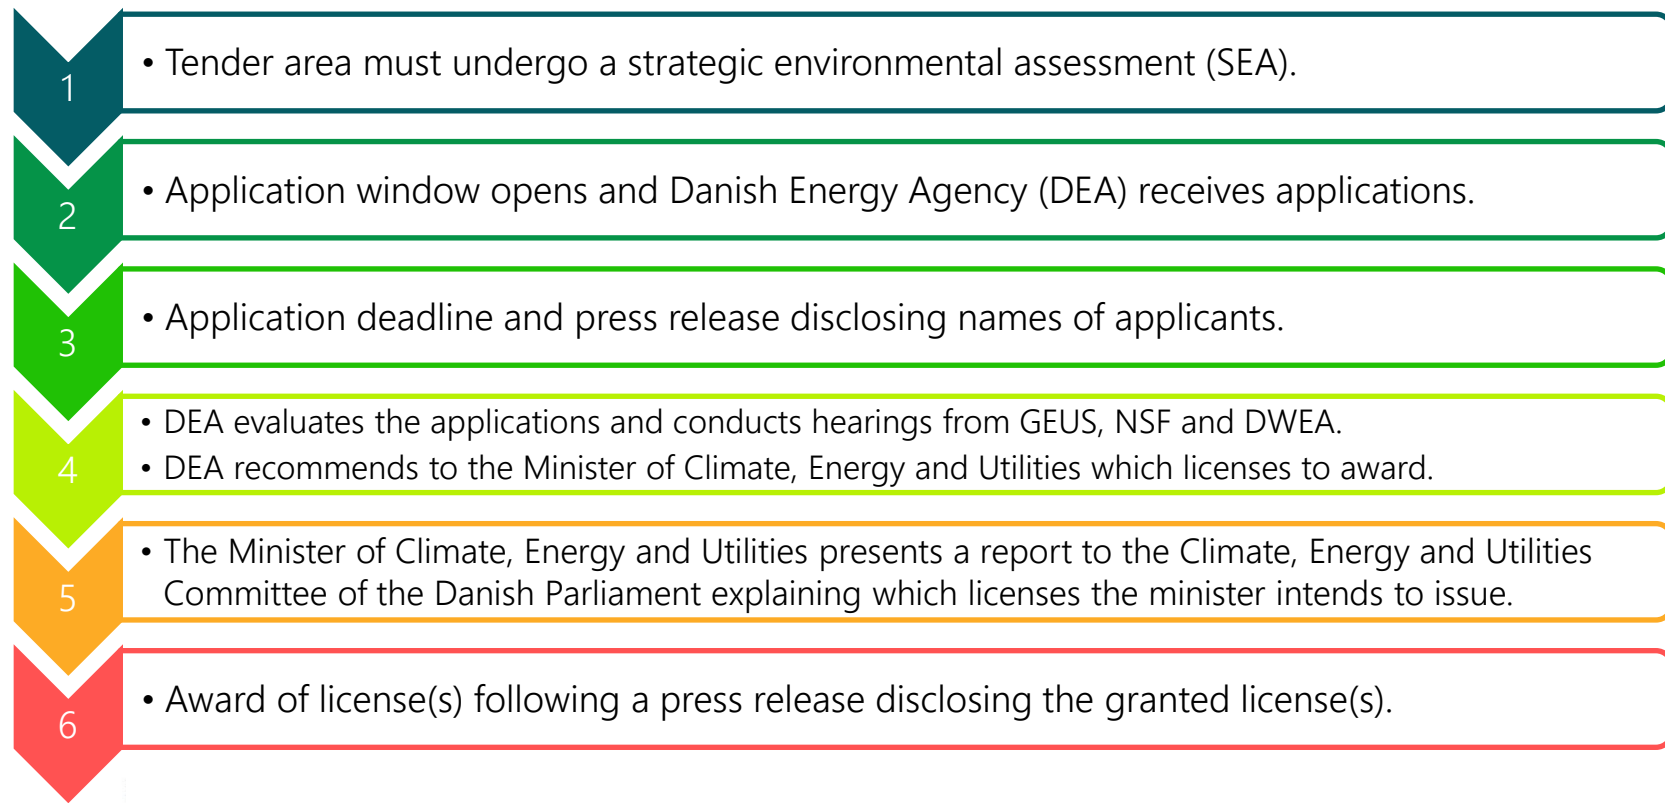 1
• Tender area must undergo a strategic environmental assessment (SEA).
2
• Application window opens and Danish Energy Agency (DEA) receives applications.
3
• Application deadline and press release disclosing names of applicants.
4
• DEA evaluates the applications and conducts hearings from GEUS, NSF and DWEA.
• DEA recommends to the Minister of Climate, Energy and Utilities which licenses to award.
5
• The Minister of Climate, Energy and Utilities presents a report to the Climate, Energy and Utilities
Committee of the Danish Parliament explaining which licenses the minister intends to issue.
6
• Award of license(s) following a press release disclosing the granted license(s).